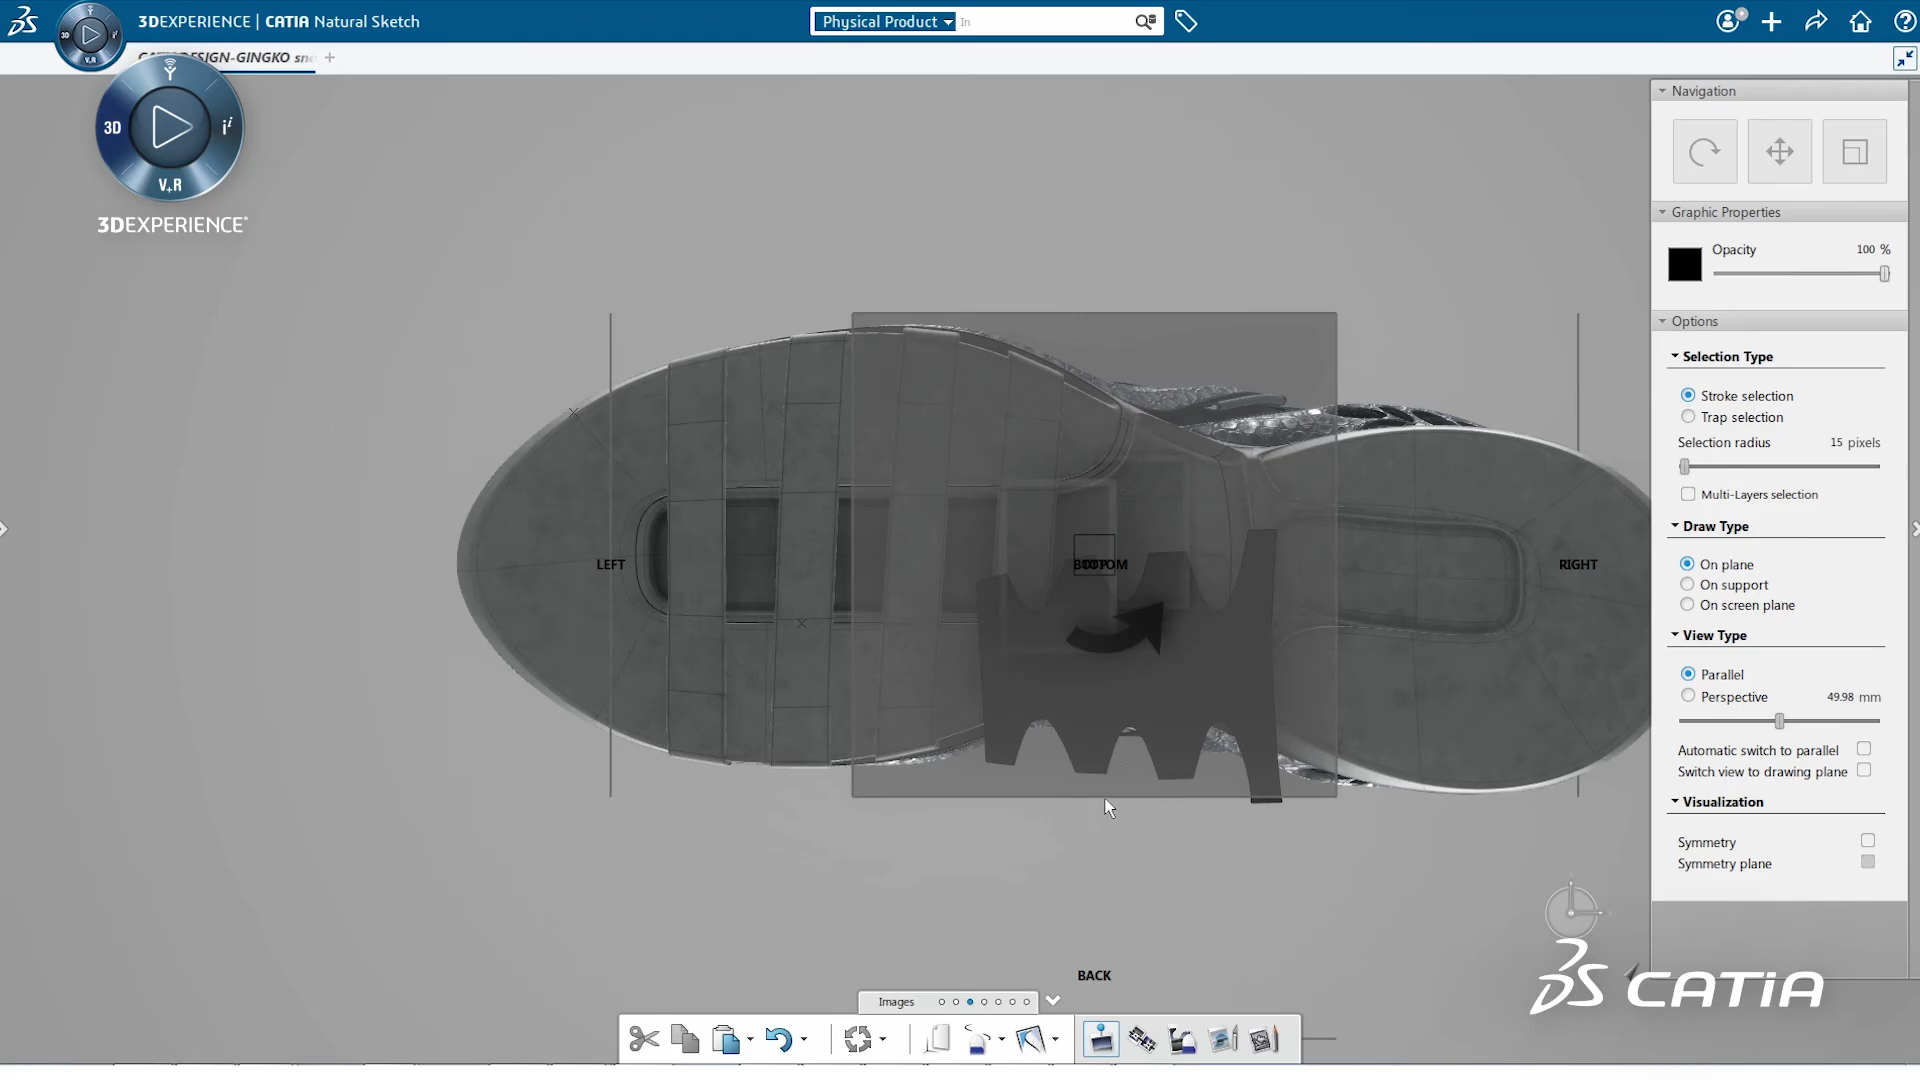 3DEXPERIENCE | CATIA Natural Sketch
Physical Product
In
3D
V.R
3D
i
V+R
3DEXPERIENCE
Navigation
Graphic Properties
Opacity 100 %
Options
Selection Type
Stroke selection
Trap selection
Selection radius 15 pixels
Multi-Layers selection
Draw Type
On plane
On support
On screen plane
View Type
Parallel
Perspective 49.98 mm
Automatic switch to parallel
Switch view to drawing plane
Visualization
Symmetry
Symmetry plane
LEFT
BOTTOM
RIGHT
BACK
Images
CATIA